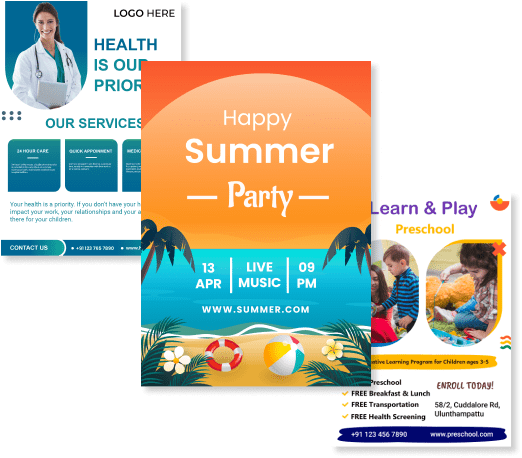 LOGO HERE
HEALTH
IS OUR
PRIOR
OUR SERVICES
24 HOUR CARE
QUICK APPOINMENT
MEDICA
Your health is a priority. If you don't have your h
impact your work, your relationships and your a
there for your children.
CONTACT US
+91 123 765 7890
Happy
Summer
Party
13
APR
LIVE
MUSIC
09
PM
WWW.SUMMER.COM
Learn & Play
Preschool
ative Learning Program for Children ages 3-5
Preschool
FREE Breakfast & Lunch
FREE Transportation
FREE Health Screening
ENROLL TODAY!
58/2, Cuddalore Rd,
Ulunthampattu
+91 123 456 7890
www.preschool.com